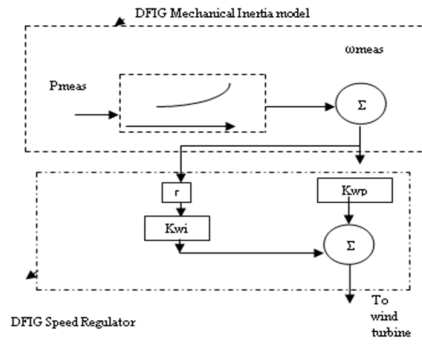 DFIG Mechanical Inertia model
ωmeas
Pmeas
Σ
r
Kwp
Kwi
Σ
To
wind
turbine
DFIG Speed Regulator